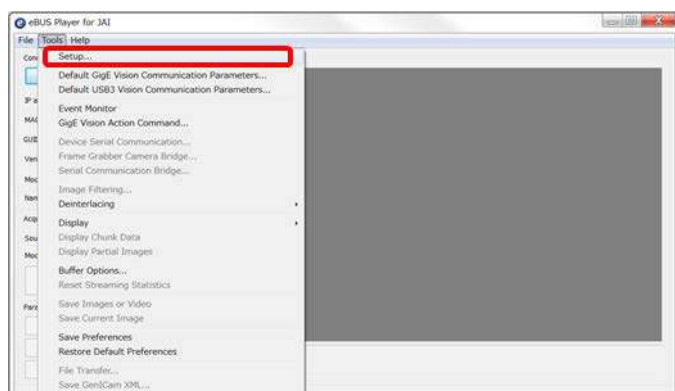 eBUS Player for JAI
File Tools Help
Setup...
Default GigE Vision Communication Parameters...
Default USB3 Vision Communication Parameters...
Event Monitor
GigE Vision Action Command...
Device Serial Communication...
Frame Grabber Camera Bridge...
Serial Communication Bridge...
Image Filtering...
Deinterlacing
Display
Display Chunk Data
Display Partial Images
Buffer Options...
Reset Streaming Statistics
Save Images or Video
Save Current Image
Save Preferences
Restore Default Preferences
File Transfer...
Save GenICam XML...